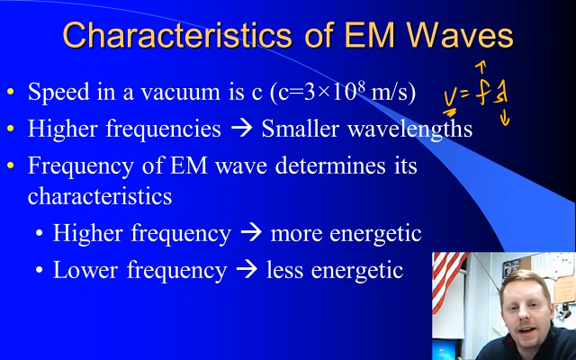 Characteristics of EM Waves
• Speed in a vacuum is c (c=3×10⁸ m/s)
v = fλ
• Higher frequencies → Smaller wavelengths
• Frequency of EM wave determines its
characteristics
• Higher frequency → more energetic
• Lower frequency → less energetic